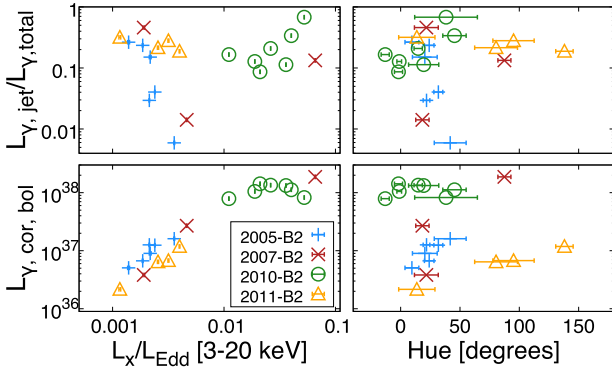 L_γ, jet/L_γ,total
1
0.1
0.01
L_γ, cor, bol
10^38
10^37
10^36
2005-B2
2007-B2
2010-B2
2011-B2
0.001 0.01 0.1
0 50 100 150
L_x/L_Edd [3-20 keV]
Hue [degrees]